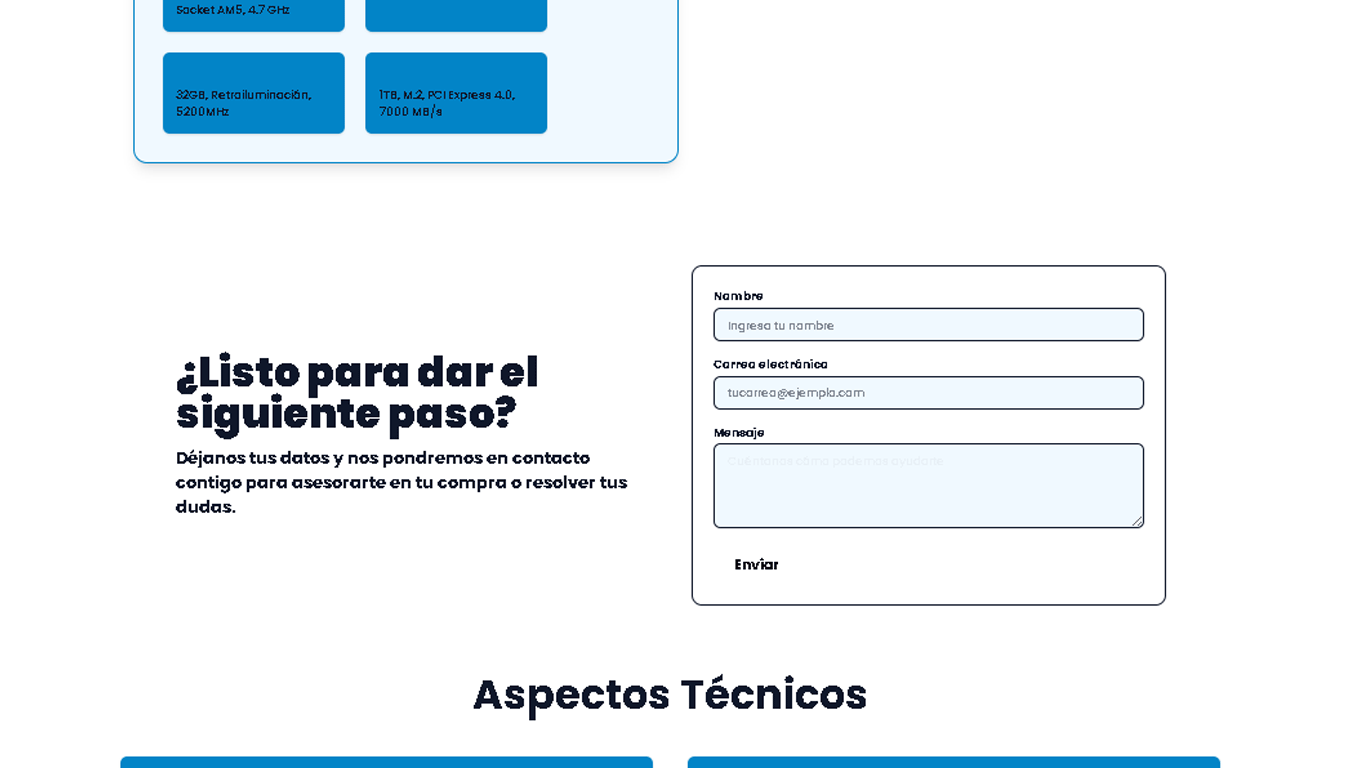 Socket AM5, 4.7 GHz
32GB, Retroiluminación,
5200MHz
1TB, M.2, PCI Express 4.0,
7000 MB/s
¿Listo para dar el
siguiente paso?
Déjanos tus datos y nos pondremos en contacto
contigo para asesorarte en tu compra o resolver tus
dudas.
Nombre
Ingresa tu nombre
Correo electrónico
tucorreo@ejemplo.com
Mensaje
Cuéntanos cómo podemos ayudarte
Enviar
Aspectos Técnicos